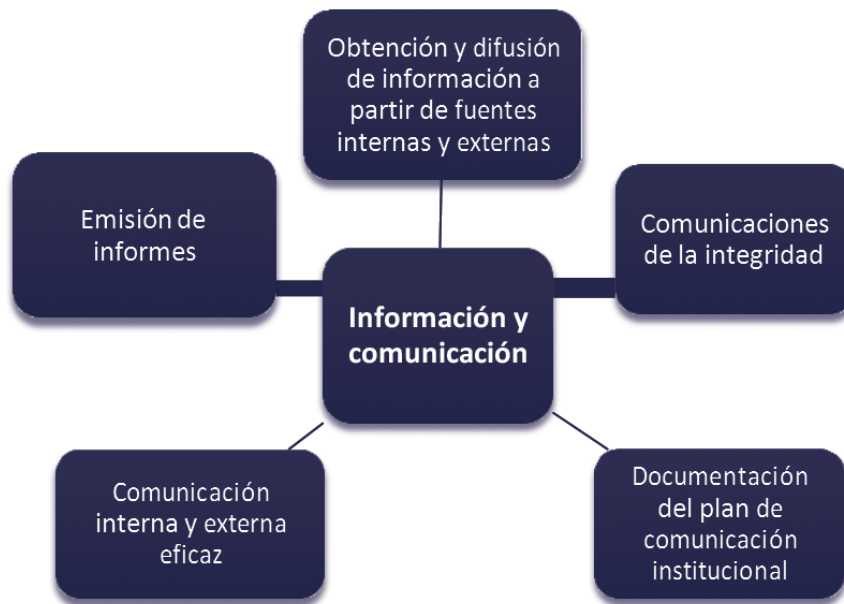 Obtención y difusión
de información a
partir de fuentes
internas y externas
Emisión de
informes
Comunicaciones
de la integridad
Información y
comunicación
Comunicación
interna y externa
eficaz
Documentación
del plan de
comunicación
institucional